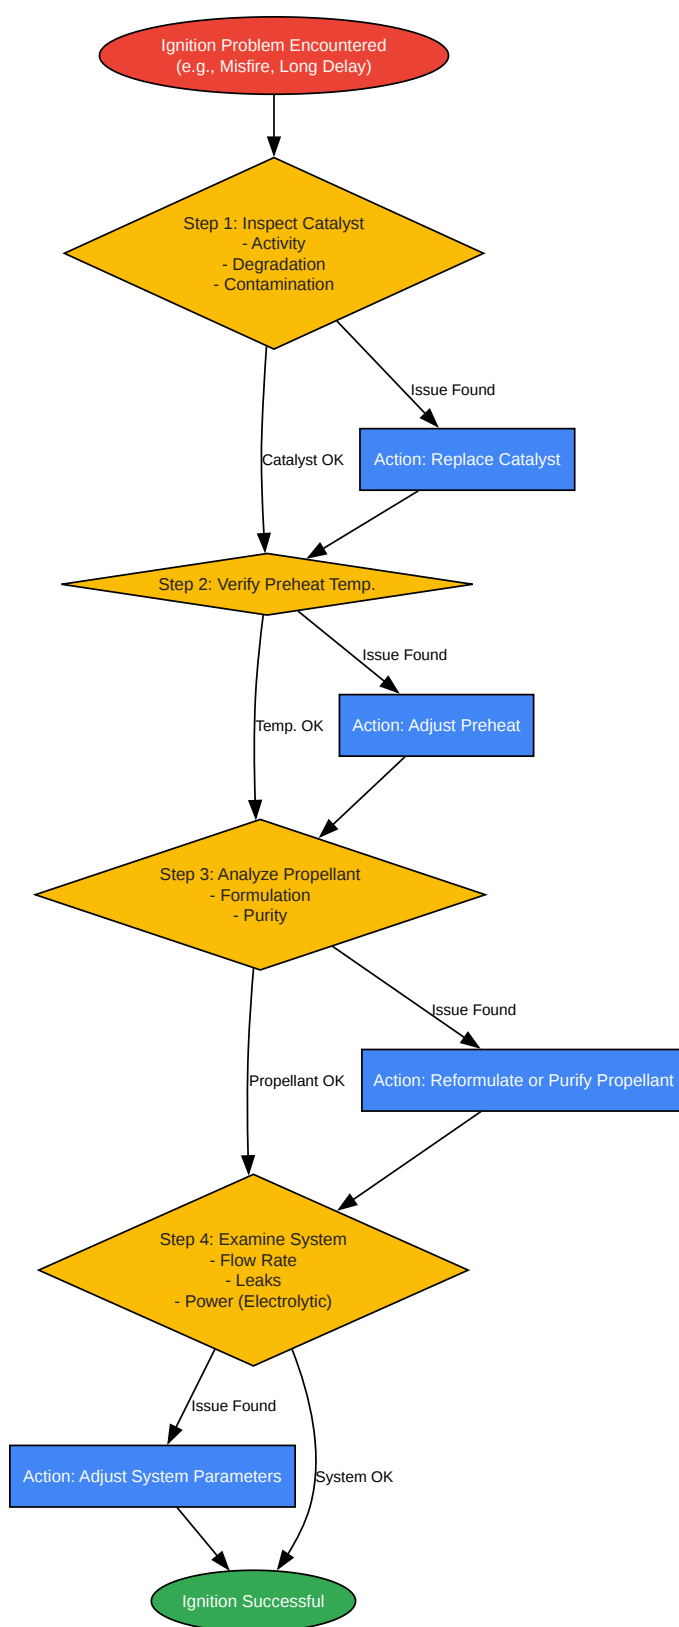 Ignition Problem Encountered
(e.g., Misfire, Long Delay)
Step 1: Inspect Catalyst
- Activity
- Degradation
- Contamination
Issue Found
Catalyst OK
Action: Replace Catalyst
Step 2: Verify Preheat Temp.
Issue Found
Temp. OK
Action: Adjust Preheat
Step 3: Analyze Propellant
- Formulation
- Purity
Issue Found
Propellant OK
Action: Reformulate or Purify Propellant
Step 4: Examine System
- Flow Rate
- Leaks
- Power (Electrolytic)
Issue Found
Action: Adjust System Parameters
System OK
Ignition Successful